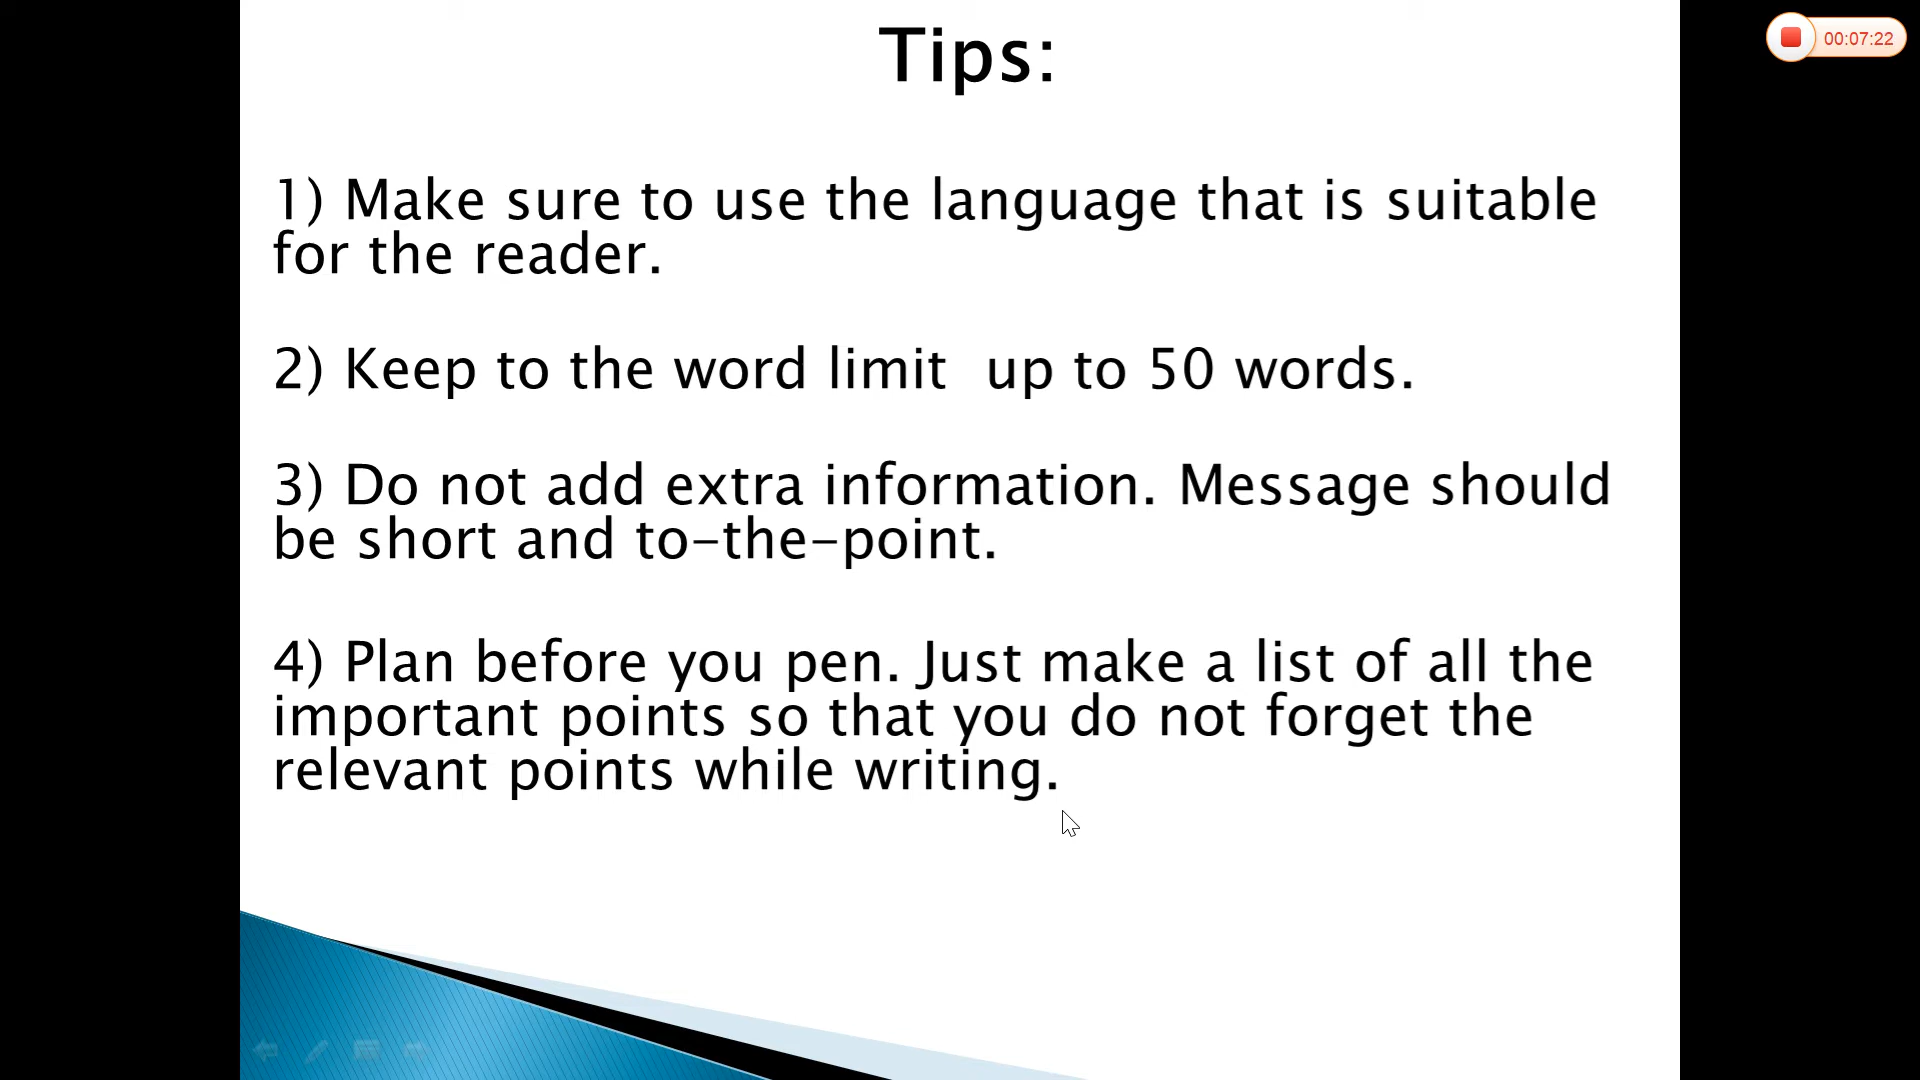 Tips:
00:07:22
1) Make sure to use the language that is suitable
for the reader.
2) Keep to the word limit  up to 50 words.
3) Do not add extra information. Message should
be short and to-the-point.
4) Plan before you pen. Just make a list of all the
important points so that you do not forget the
relevant points while writing.